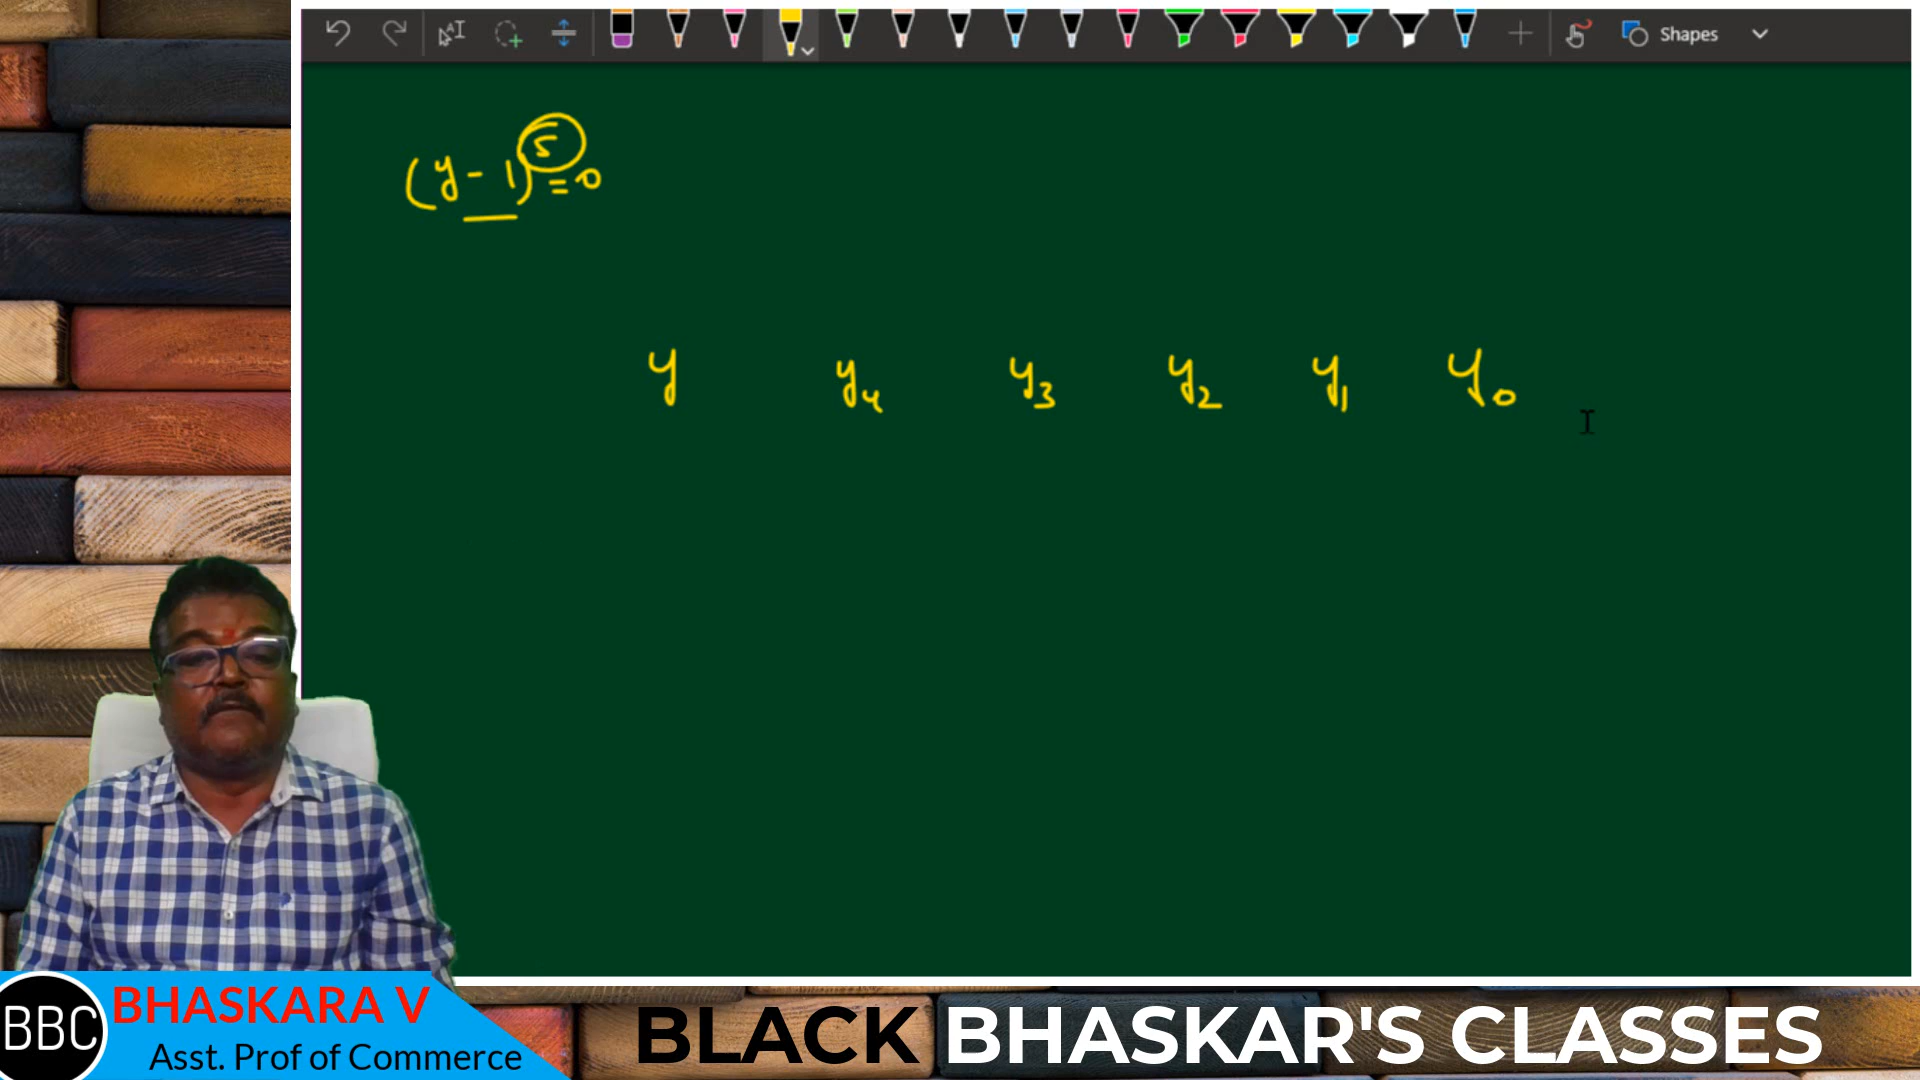 Shapes
(y-1)⁵=0
y y₄ y₃ y₂ y₁ y₀
BBC
BHASKARA V
Asst. Prof of Commerce
BLACK BHASKAR'S CLASSES